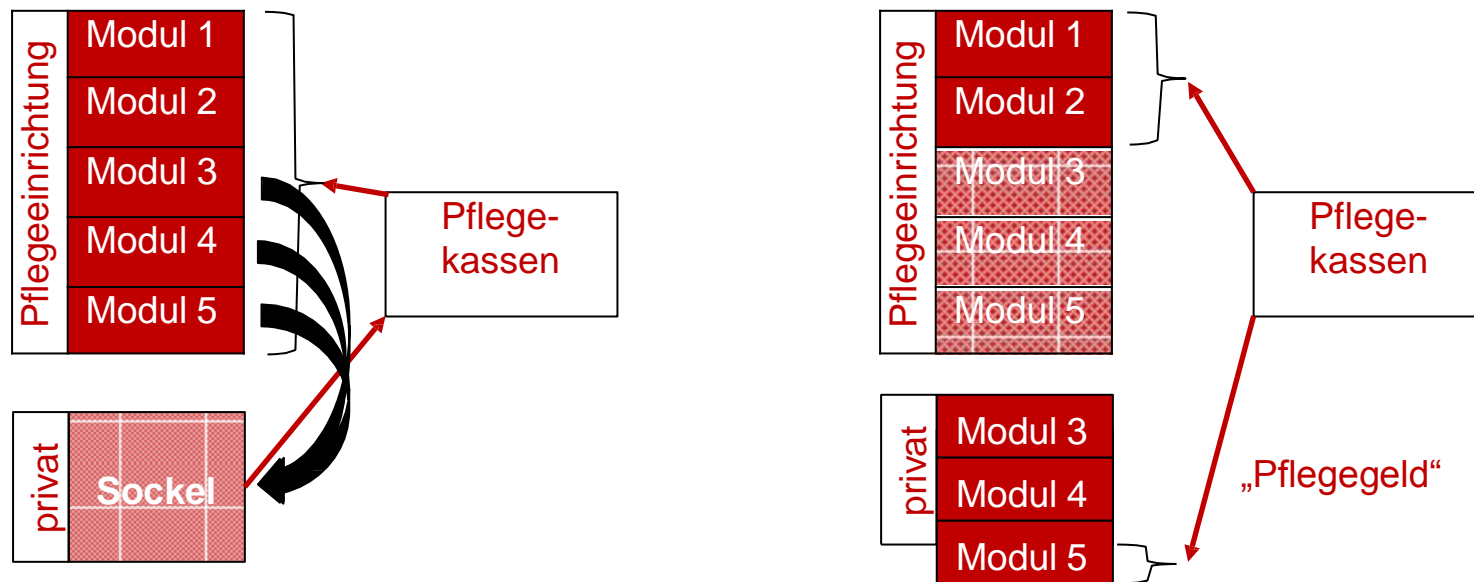 Pflegeeinrichtung
Modul 1
Modul 2
Modul 3
Modul 4
Modul 5
Pflege-
kassen
privat
Sockel
Pflegeeinrichtung
Modul 1
Modul 2
Modul 3
Modul 4
Modul 5
Pflege-
kassen
privat
Modul 3
Modul 4
Modul 5
„Pflegegeld“